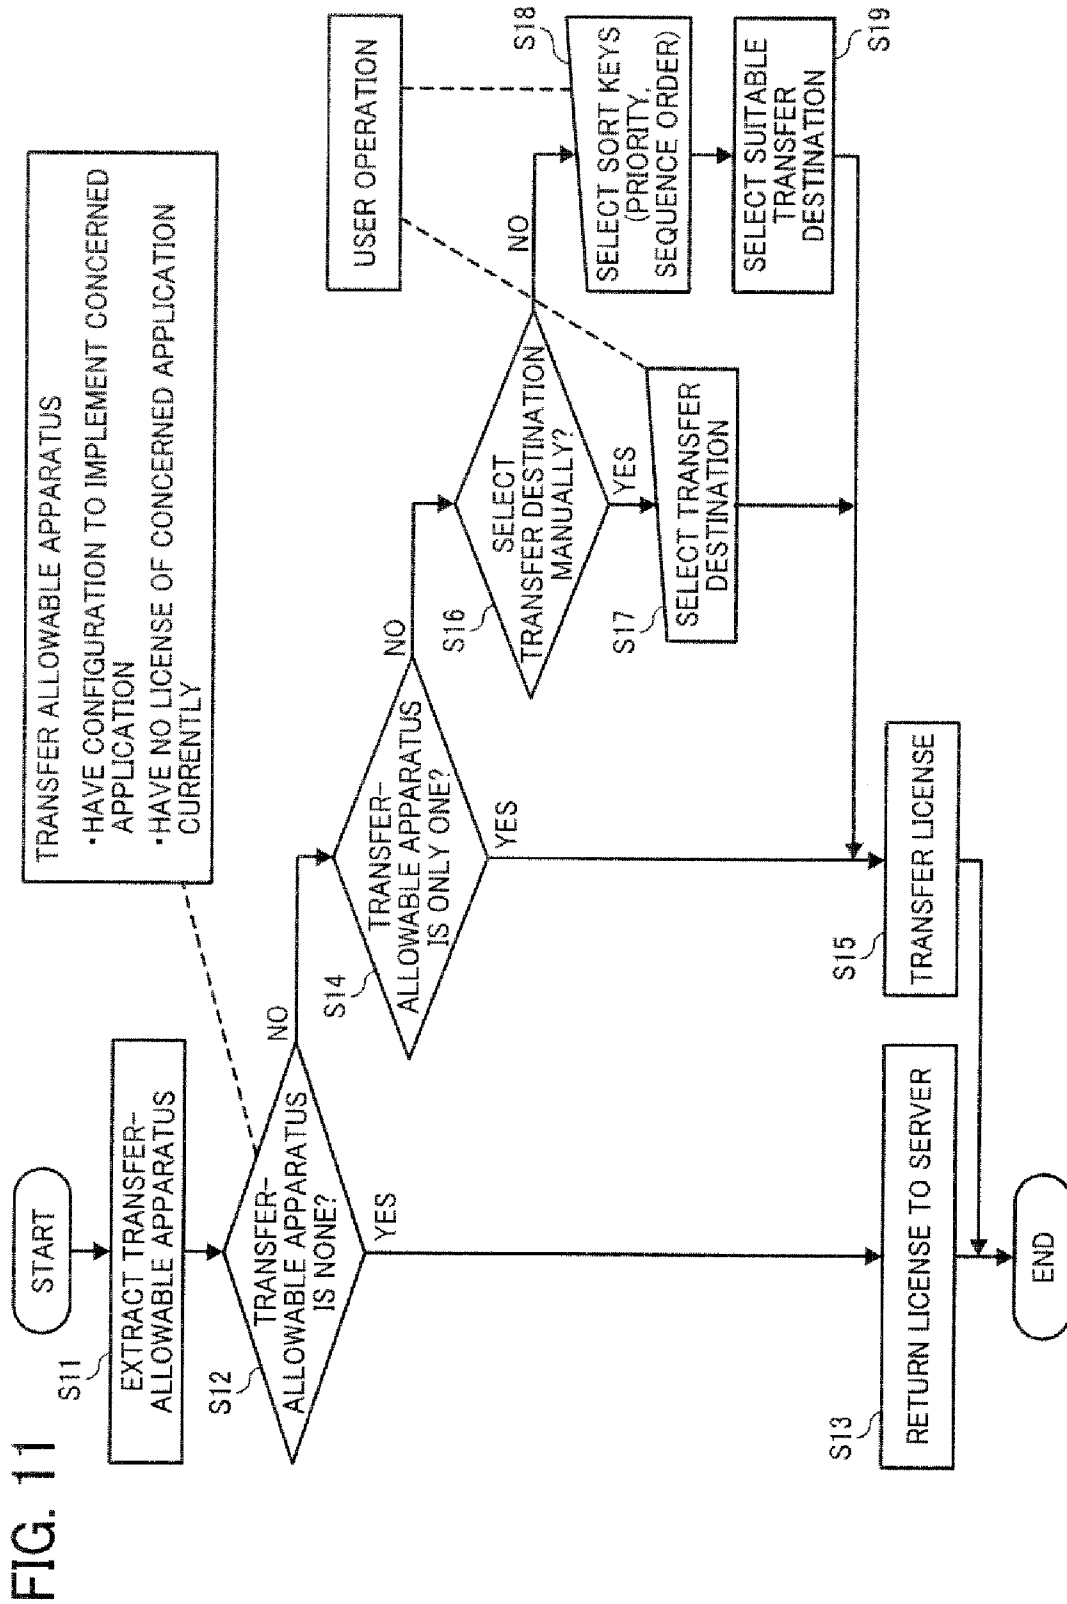 FIG. 11
START
S11
EXTRACT TRANSFER-
ALLOWABLE APPARATUS
TRANSFER ALLOWABLE APPARATUS
•HAVE CONFIGURATION TO IMPLEMENT CONCERNED
APPLICATION
•HAVE NO LICENSE OF CONCERNED APPLICATION
CURRENTLY
S12
TRANSFER-
ALLOWABLE APPARATUS
IS NONE?
NO
YES
S14
TRANSFER-
ALLOWABLE APPARATUS
IS ONLY ONE?
NO
YES
USER OPERATION
S16
SELECT
TRANSFER DESTINATION
MANUALLY?
NO
YES
S17
SELECT TRANSFER
DESTINATION
S18
SELECT SORT KEYS
(PRIORITY,
SEQUENCE ORDER)
SELECT SUITABLE
TRANSFER
DESTINATION
S19
S13
RETURN LICENSE TO SERVER
S15
TRANSFER LICENSE
END